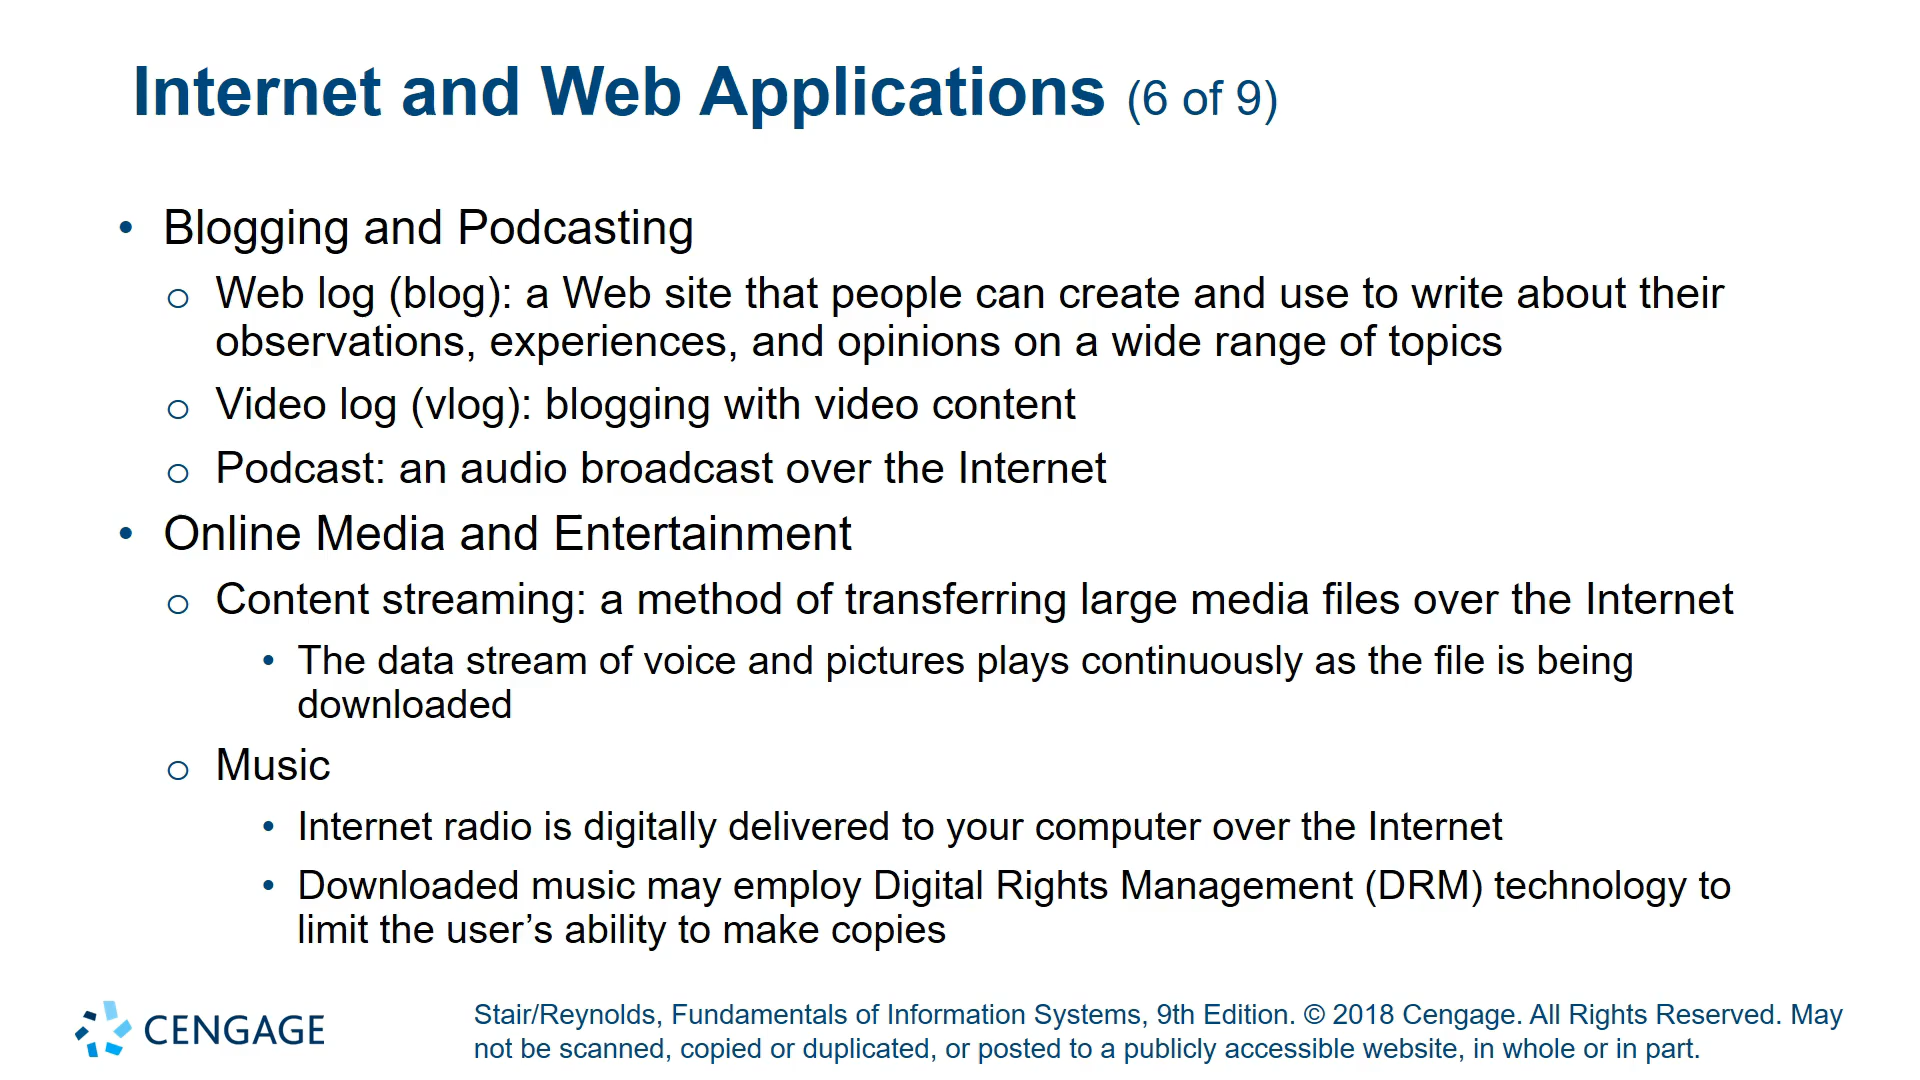 Internet and Web Applications (6 of 9)
• Blogging and Podcasting
o Web log (blog): a Web site that people can create and use to write about their
observations, experiences, and opinions on a wide range of topics
o Video log (vlog): blogging with video content
o Podcast: an audio broadcast over the Internet
• Online Media and Entertainment
o Content streaming: a method of transferring large media files over the Internet
• The data stream of voice and pictures plays continuously as the file is being
downloaded
o Music
• Internet radio is digitally delivered to your computer over the Internet
• Downloaded music may employ Digital Rights Management (DRM) technology to
limit the user’s ability to make copies
CENGAGE
Stair/Reynolds, Fundamentals of Information Systems, 9th Edition. © 2018 Cengage. All Rights Reserved. May
not be scanned, copied or duplicated, or posted to a publicly accessible website, in whole or in part.